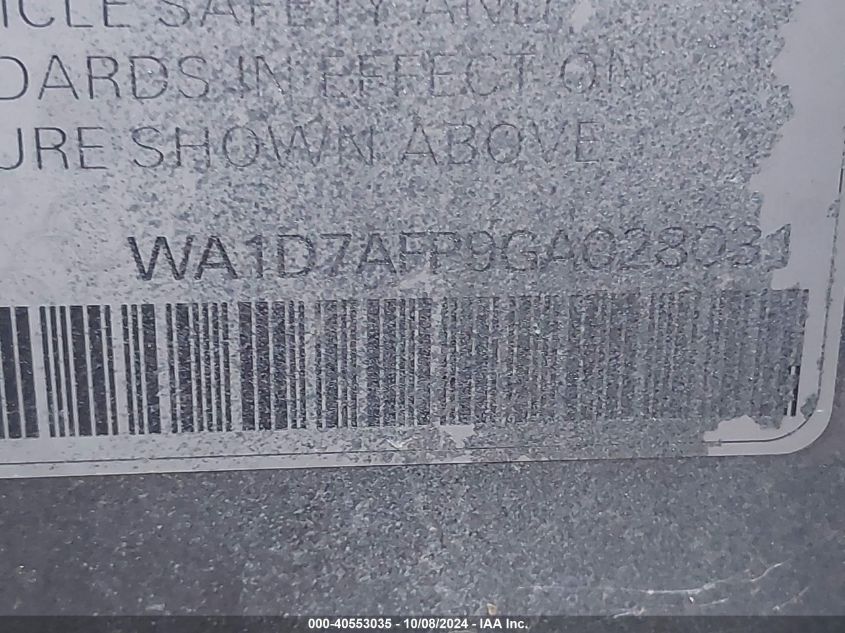 ICLE SAFETY AND
DARDS IN EFFECT ON
URE SHOWN ABOVE.
WA1D7AFP9GA028031
000-40553035 - 10/08/2024 - IAA Inc.